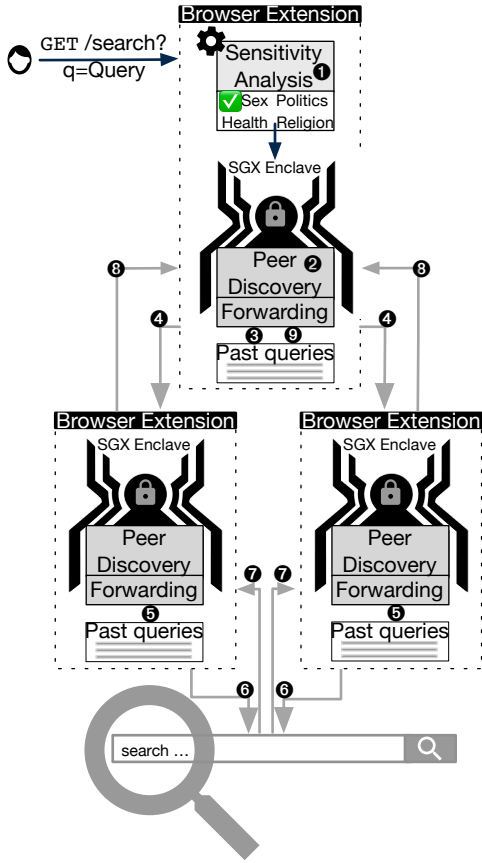 Browser Extension
GET /search?
q=Query
Sensitivity
Analysis❶
✅Sex Politics
Health Religion
SGX Enclave
Peer ❷
Discovery
Forwarding
❸ ❾
Past queries
❽
❽
❹
❹
Browser Extension
SGX Enclave
Peer
Discovery
Forwarding
❺
Past queries
Browser Extension
SGX Enclave
Peer
Discovery
Forwarding
❺
Past queries
❼ ❼
❻ ❻
search ...